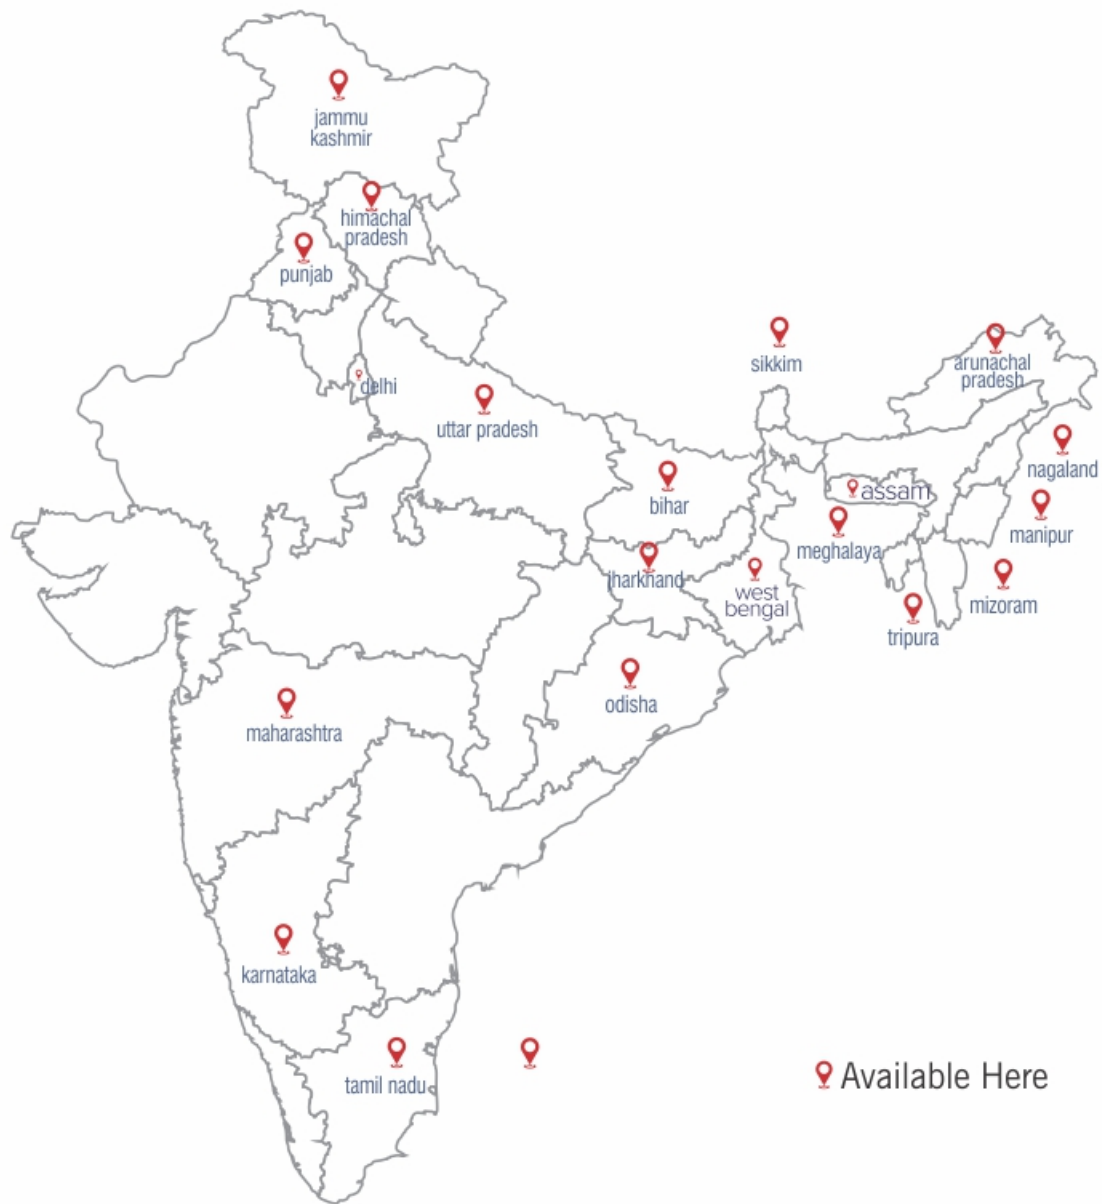 jammu
kashmir
himachal
pradesh
punjab
delhi
uttar pradesh
sikkim
arunachal
pradesh
nagaland
bihar
assam
manipur
meghalaya
jharkhand
west
bengal
mizoram
tripura
odisha
maharashtra
karnataka
tamil nadu
Available Here